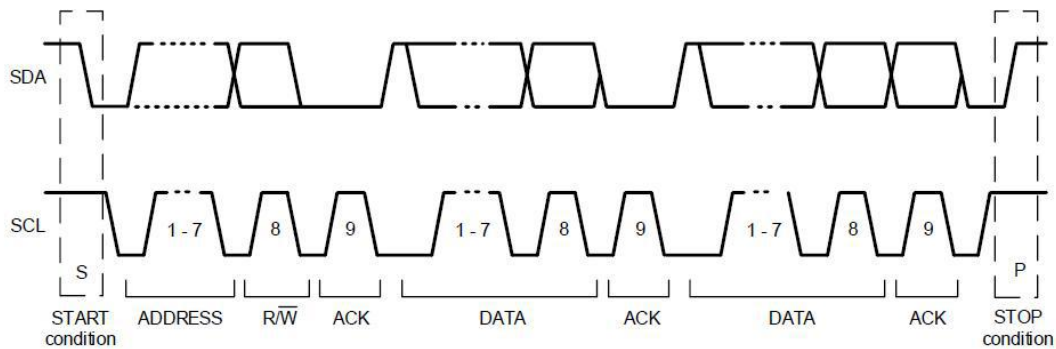 SDA
SCL
1 - 7 8 9 1 - 7 8 9 1 - 7 8 9
S P
START ADDRESS R/W̅ ACK DATA ACK DATA ACK STOP
condition condition